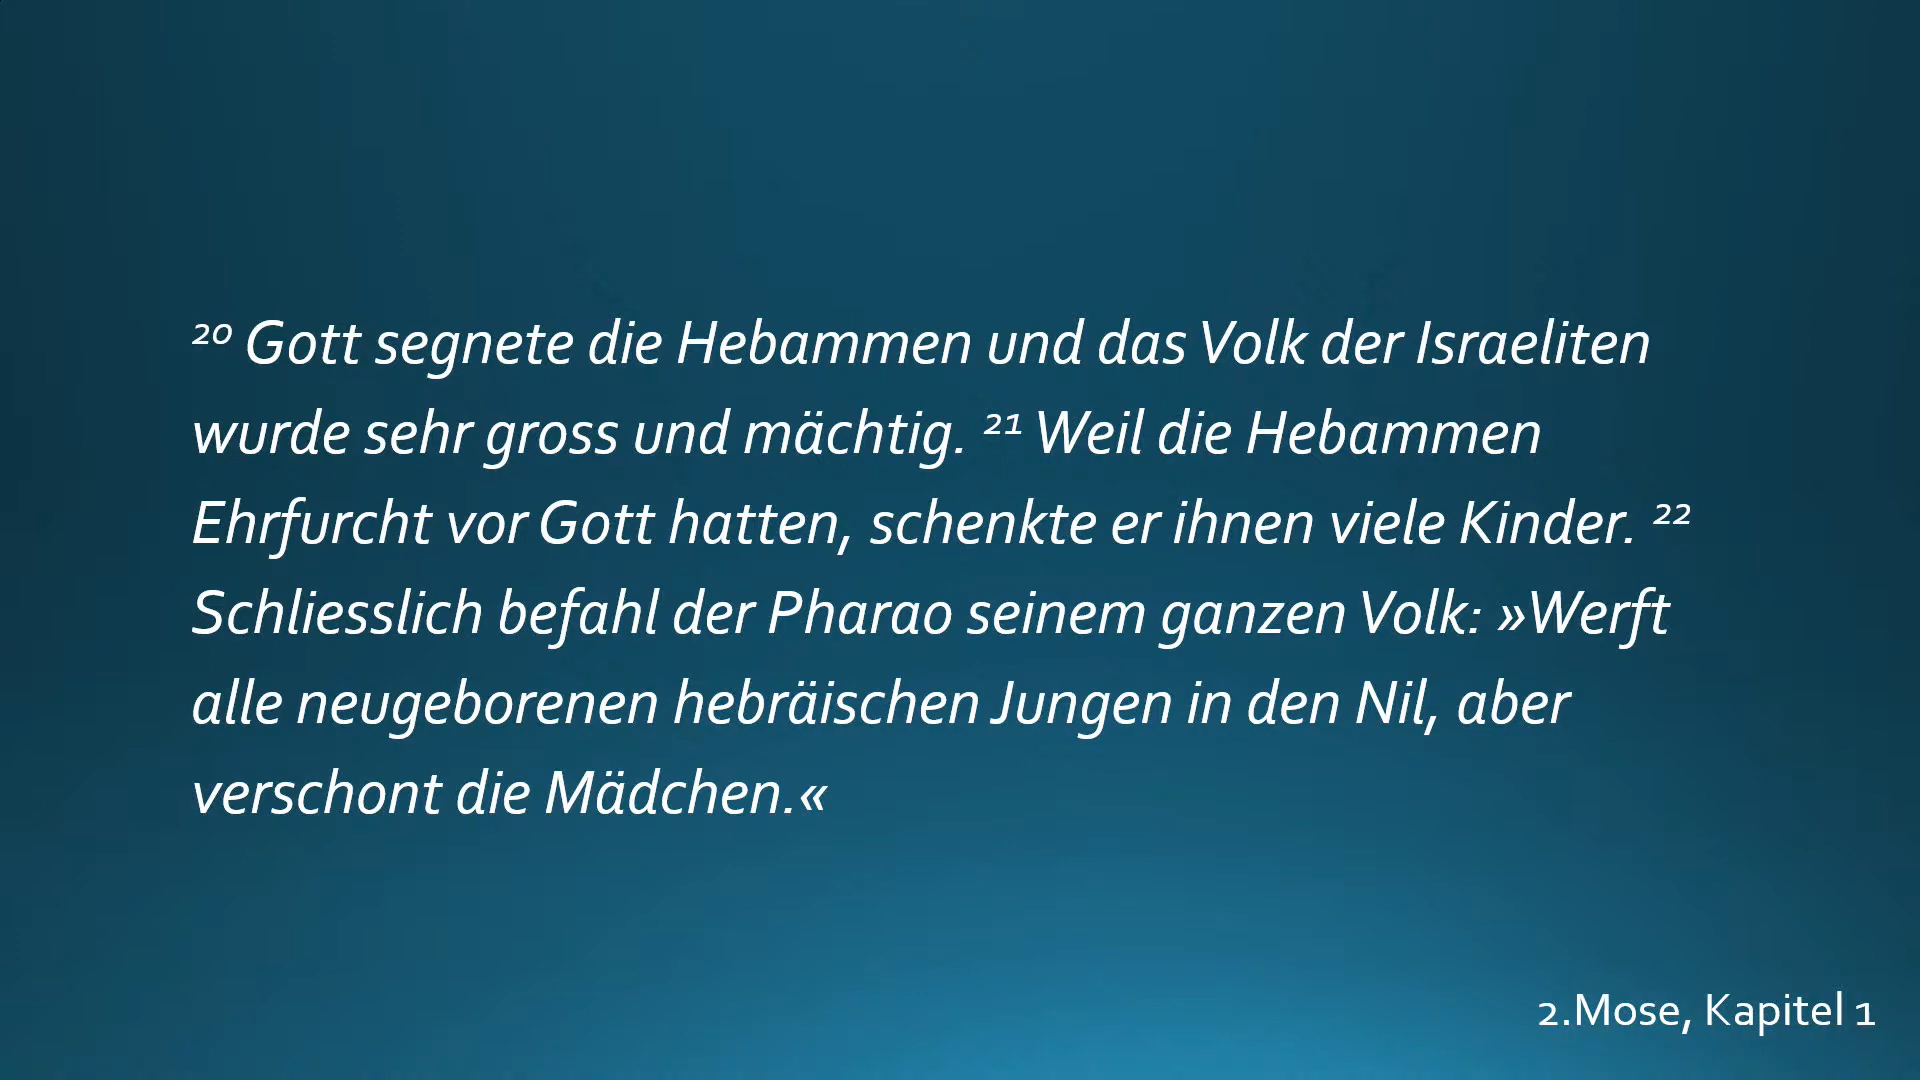 20 Gott segnete die Hebammen und das Volk der Israeliten
wurde sehr gross und mächtig. 21 Weil die Hebammen
Ehrfurcht vor Gott hatten, schenkte er ihnen viele Kinder. 22
Schliesslich befahl der Pharao seinem ganzen Volk: »Werft
alle neugeborenen hebräischen Jungen in den Nil, aber
verschont die Mädchen.«
2.Mose, Kapitel 1